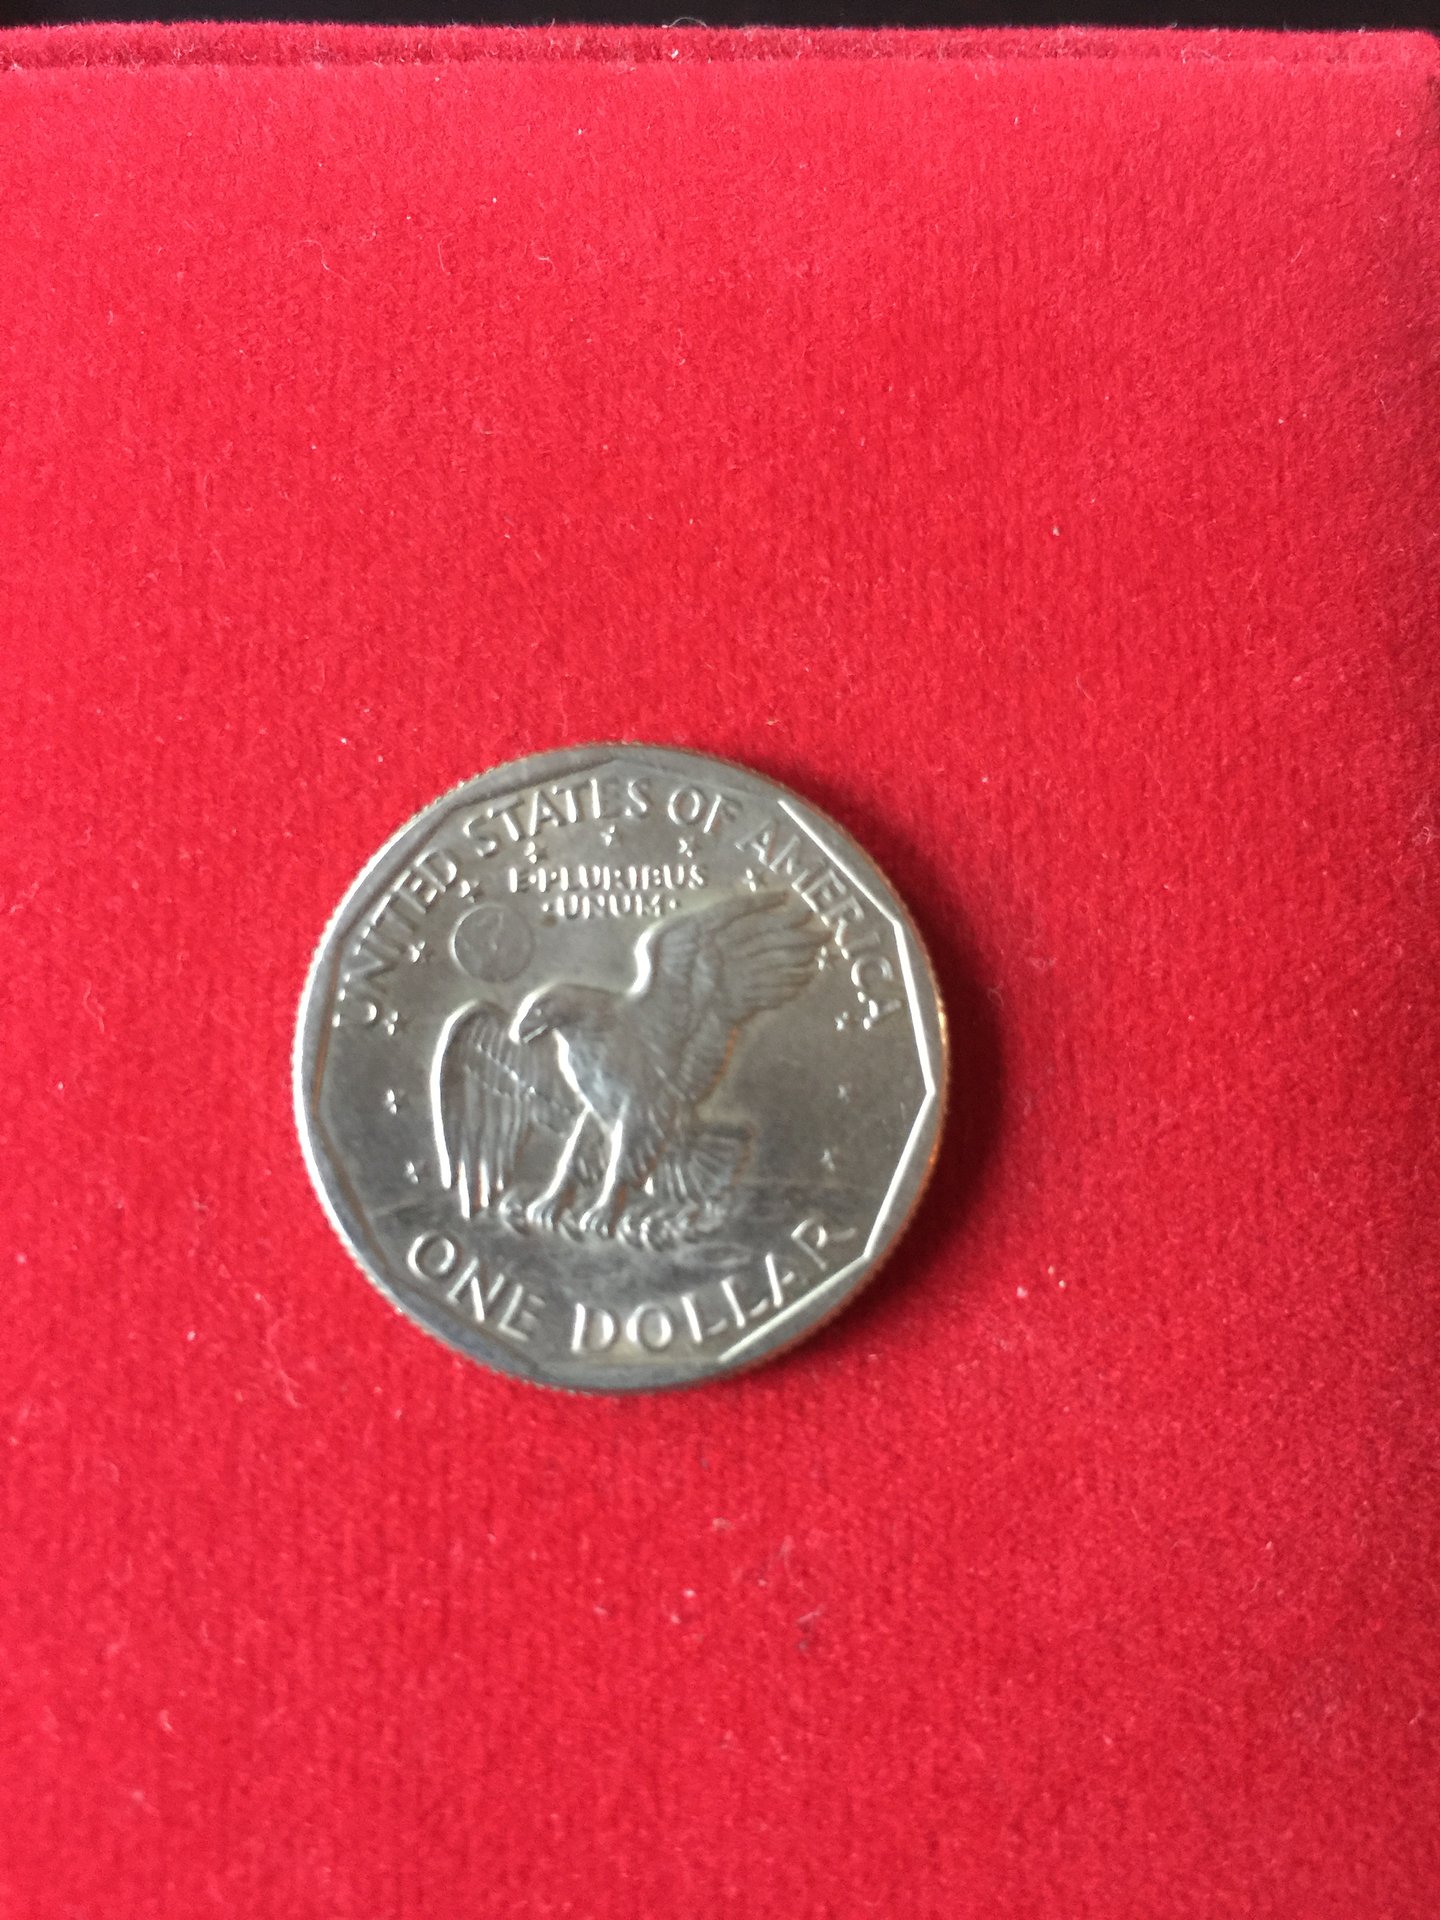 UNITED STATES OF AMERICA
E·PLURIBUS
·UNUM·
ONE DOLLAR